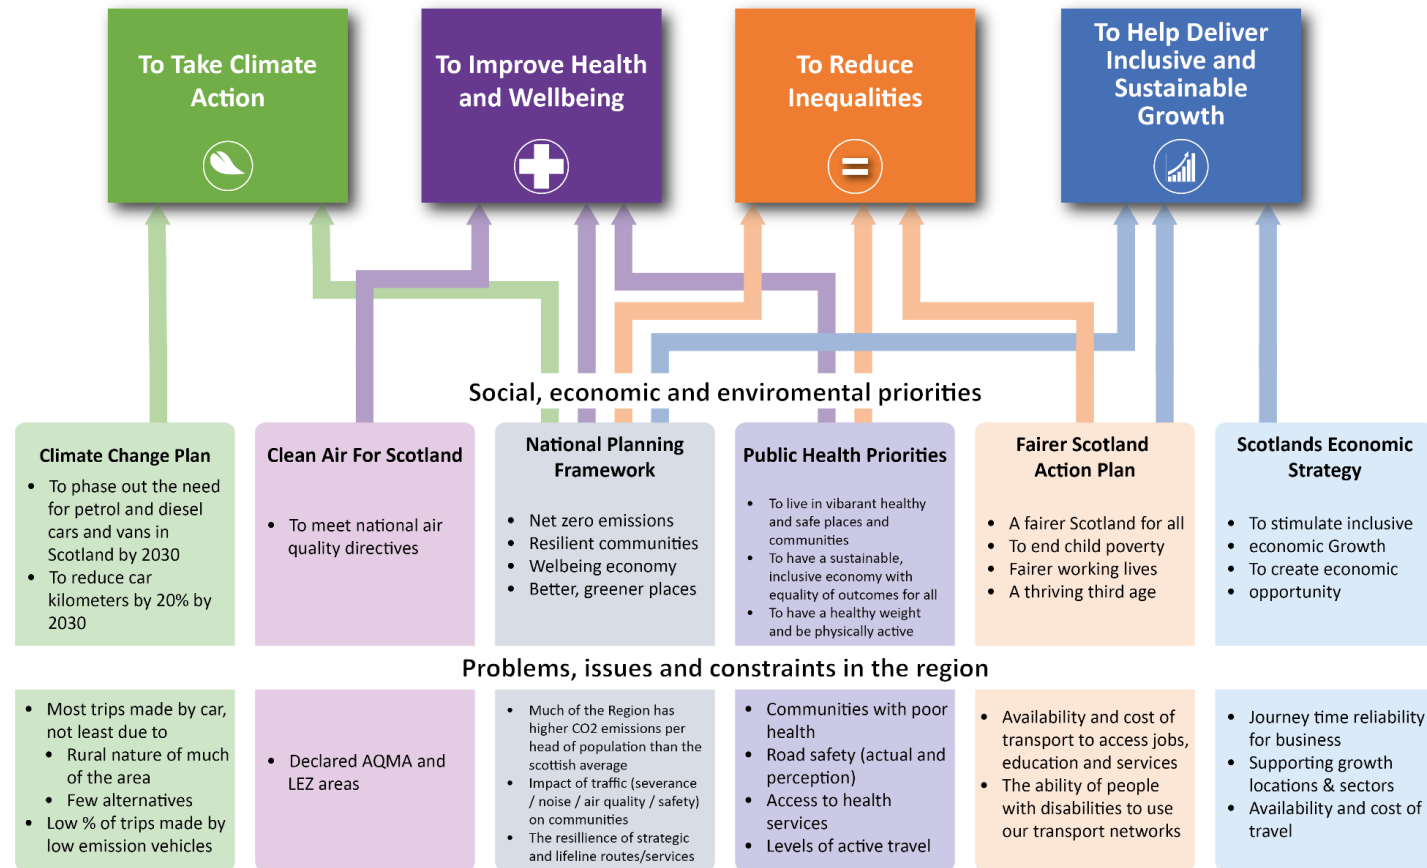 To Take Climate
Action
To Improve Health
and Wellbeing
To Reduce
Inequalities
To Help Deliver
Inclusive and
Sustainable
Growth
Social, economic and enviromental priorities
Climate Change Plan
• To phase out the need
for petrol and diesel
cars and vans in
Scotland by 2030
• To reduce car
kilometers by 20% by
2030
Clean Air For Scotland
• To meet national air
quality directives
National Planning
Framework
• Net zero emissions
• Resilient communities
• Welbeing economy
• Better, greener places
Public Health Priorities
• To live in vibarant healthy
and safe places and
communities
• To have a sustainable,
inclusive economy with
equality of outcomes for all
• To have a healthy weight
and be physically active
Fairer Scotland
Action Plan
• A fairer Scotland for all
• To end child poverty
• Fairer working lives
• A thriving third age
Scotlands Economic
Strategy
• To stimulate inclusive
• economic Growth
• To create economic
• opportunity
Problems, issues and constraints in the region
• Most trips made by car,
not least due to
• Rural nature of much
of the area
• Few alternatives
• Low % of trips made by
low emission vehicles
• Declared AQMA and
LEZ areas
• Much of the Region has
higher CO2 emissions per
head of population than the
scottish average
• Impact of traffic (severance
/ noise / air quality / safety)
on communities
• The resillience of strategic
and lifeline routes/services
• Communities with poor
health
• Road safety (actual and
perception)
• Access to health
services
• Levels of active travel
• Availability and cost of
transport to access jobs,
education and services
• The ability of people
with disabilities to use
our transport networks
• Journey time reliability
for business
• Supporting growth
locations & sectors
• Availability and cost of
travel